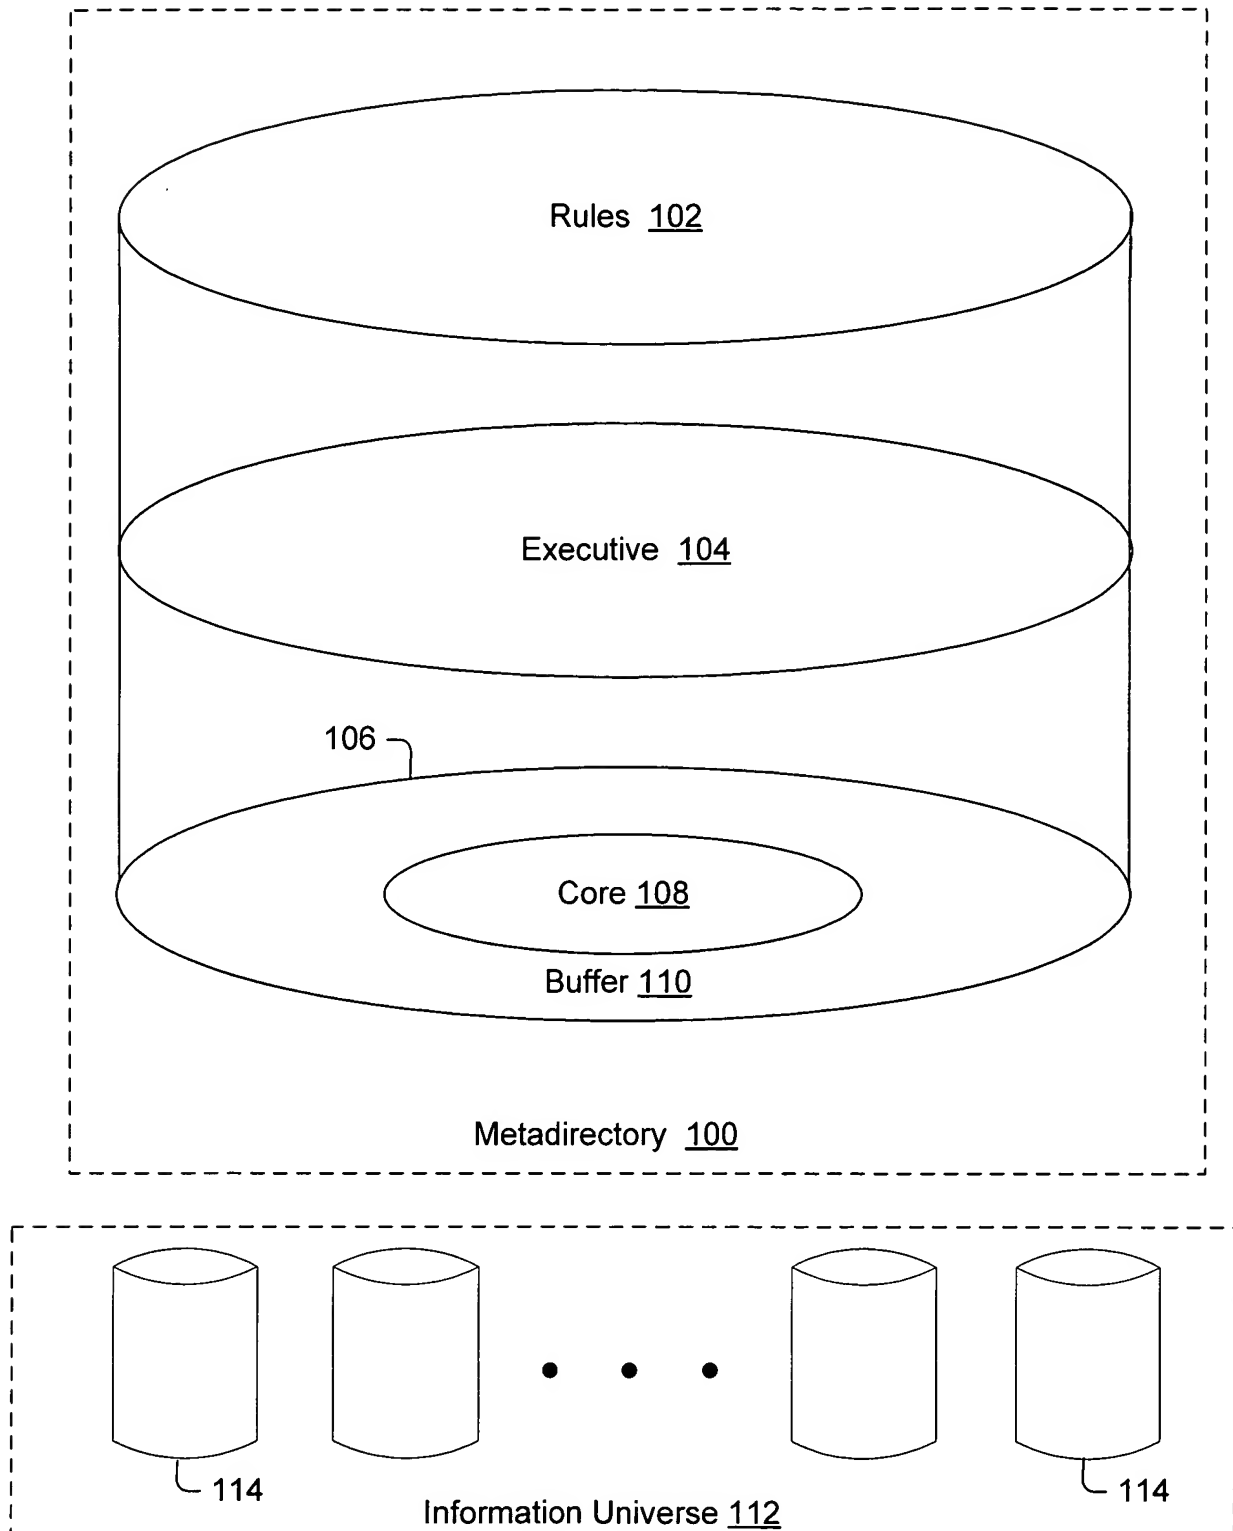 Rules 102
Executive 104
106
Core 108
Buffer 110
Metadirectory 100
114
114
Information Universe 112